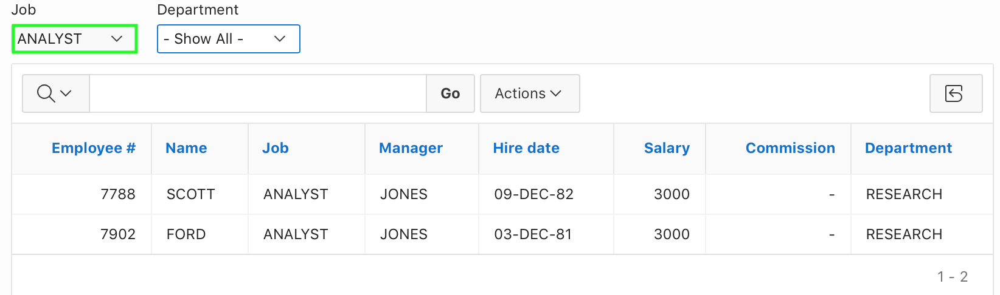 Job Department
ANALYST - Show All -
Go Actions
Employee # Name Job Manager Hire date Salary Commission Department
7788 SCOTT ANALYST JONES 09-DEC-82 3000 - RESEARCH
7902 FORD ANALYST JONES 03-DEC-81 3000 - RESEARCH
1 - 2